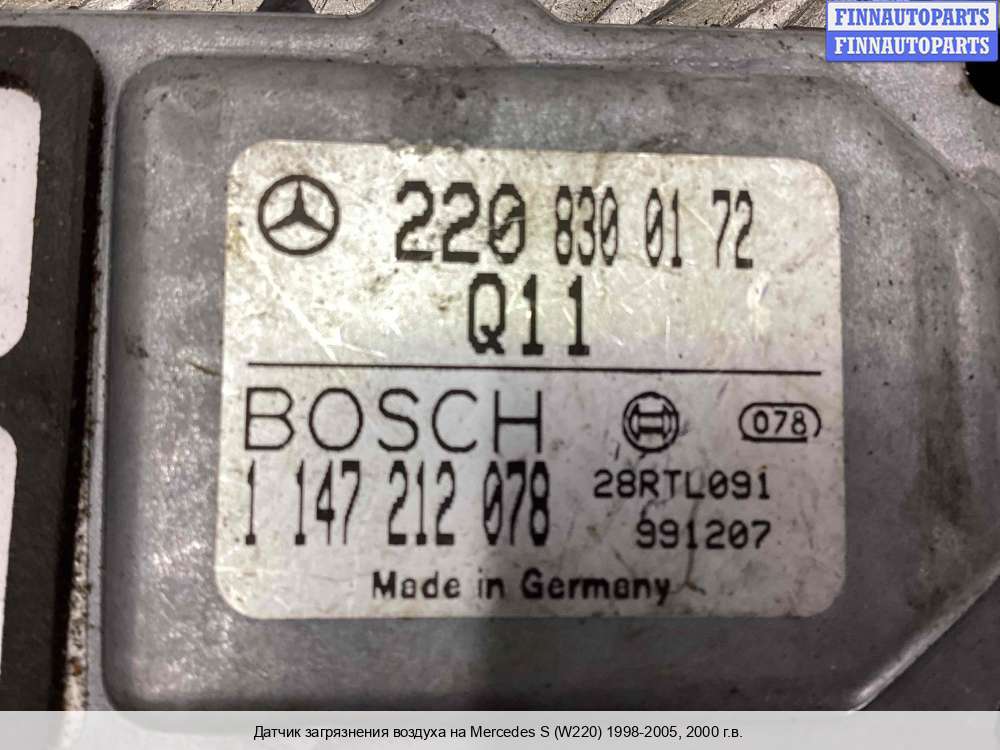 FINNAUTOPARTS
FINNAUTOPARTS
220 830 01 72
Q11
BOSCH
078
1 147 212 078
28RTL091
991207
Made in Germany
Датчик загрязнения воздуха на Mercedes S (W220) 1998-2005, 2000 г.в.